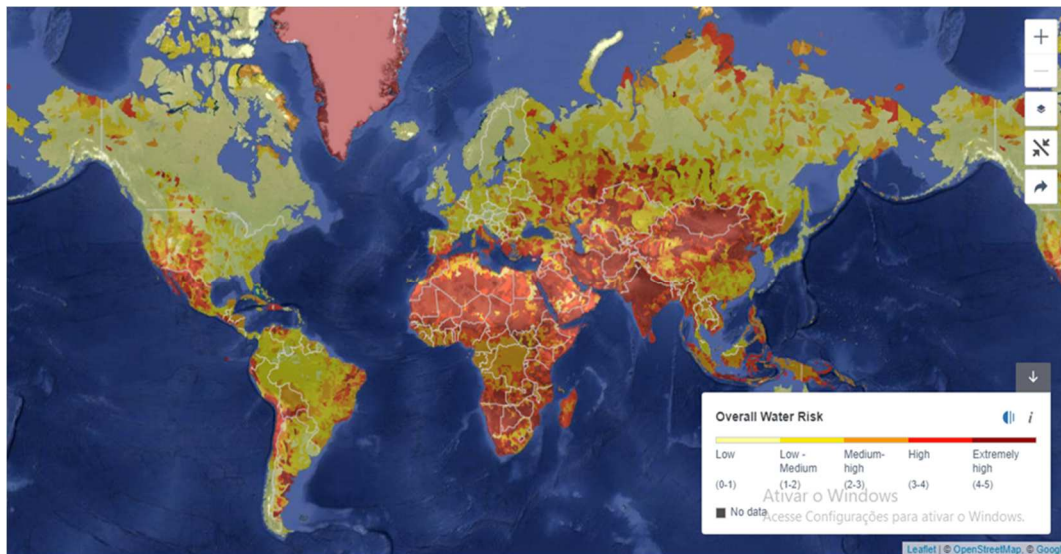 +
Overall Water Risk
i
Low
Low -
Medium
Medium-
high
High
Extremely
high
(0-1)
(1-2)
(2-3)
(3-4)
(4-5)
No data
Ativar o Windows
Acesse Configurações para ativar o Windows.
Leaflet | © OpenStreetMap, © Goog